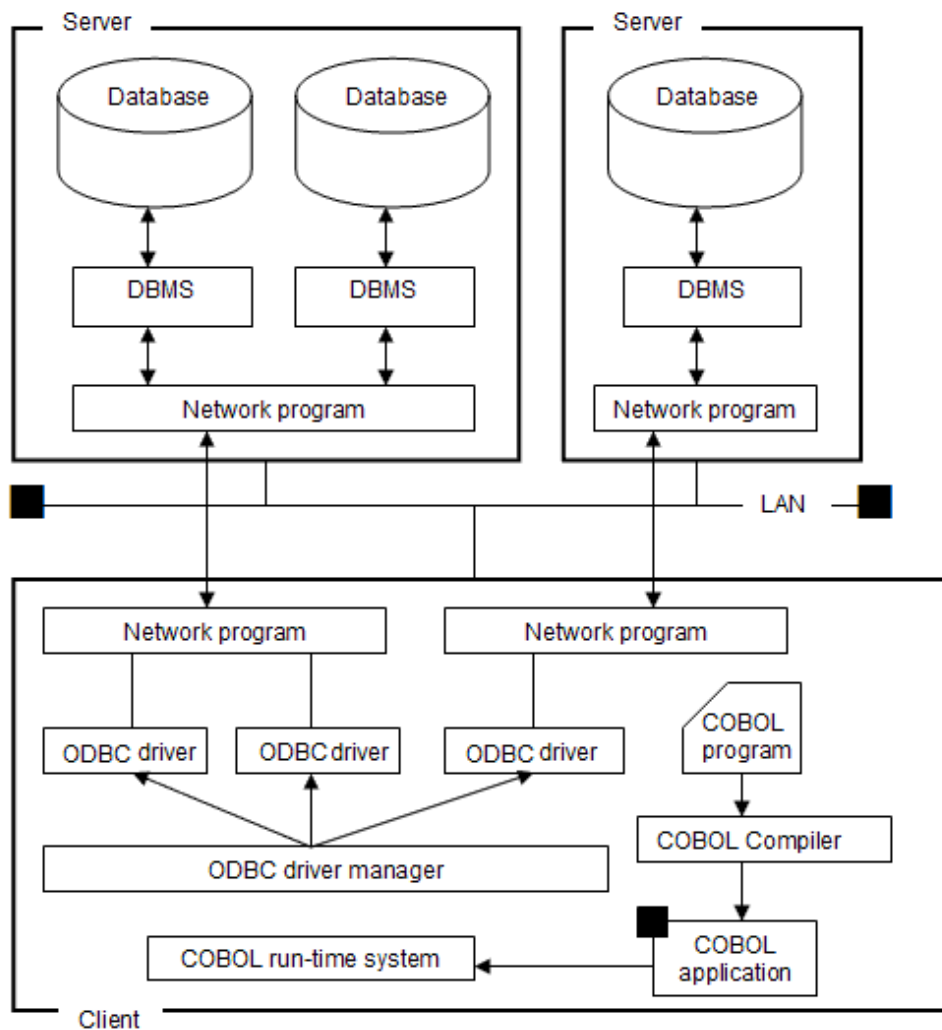 Server
Server
Database
Database
Database
DBMS
DBMS
DBMS
Network program
Network program
LAN
Network program
Network program
COBOL
program
ODBC driver
ODBC driver
ODBC driver
COBOL Compiler
ODBC driver manager
COBOL run-time system
COBOL
application
Client